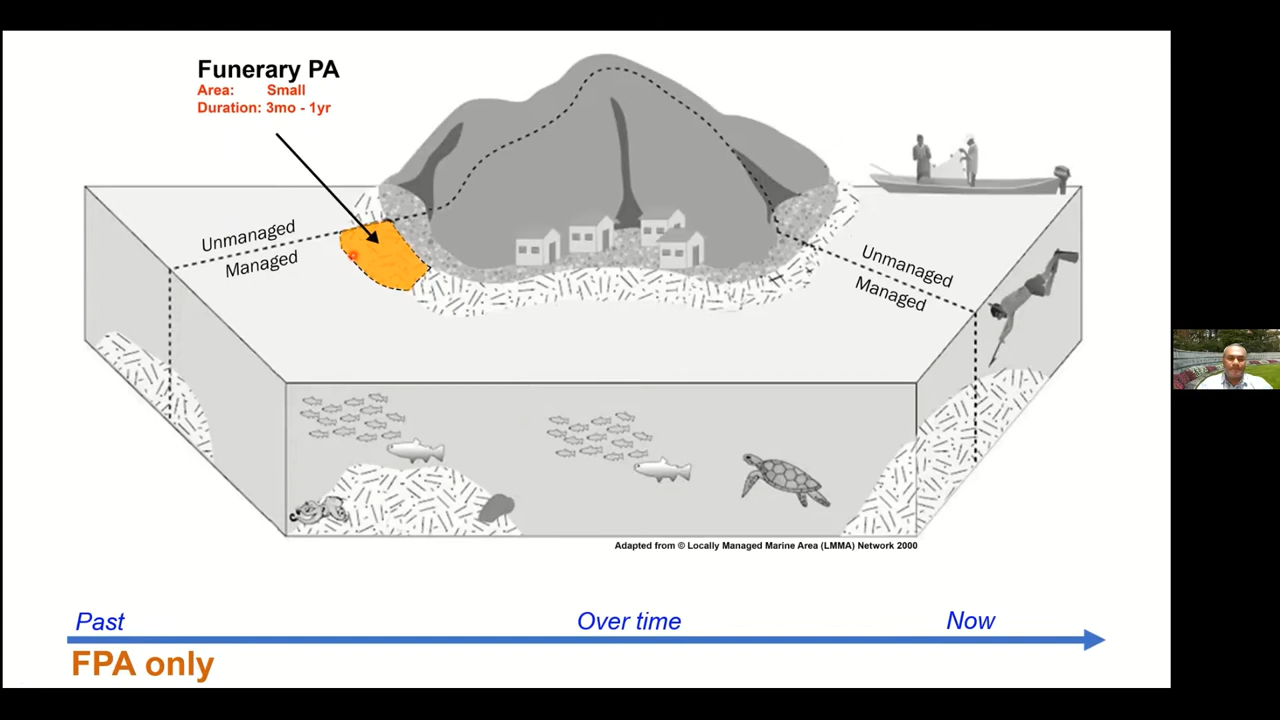 Funerary PA
Area: Small
Duration: 3mo - 1yr
Unmanaged
Managed
Unmanaged
Managed
Adapted from © Locally Managed Marine Area (LMMA) Network 2000
Past
Over time
Now
FPA only